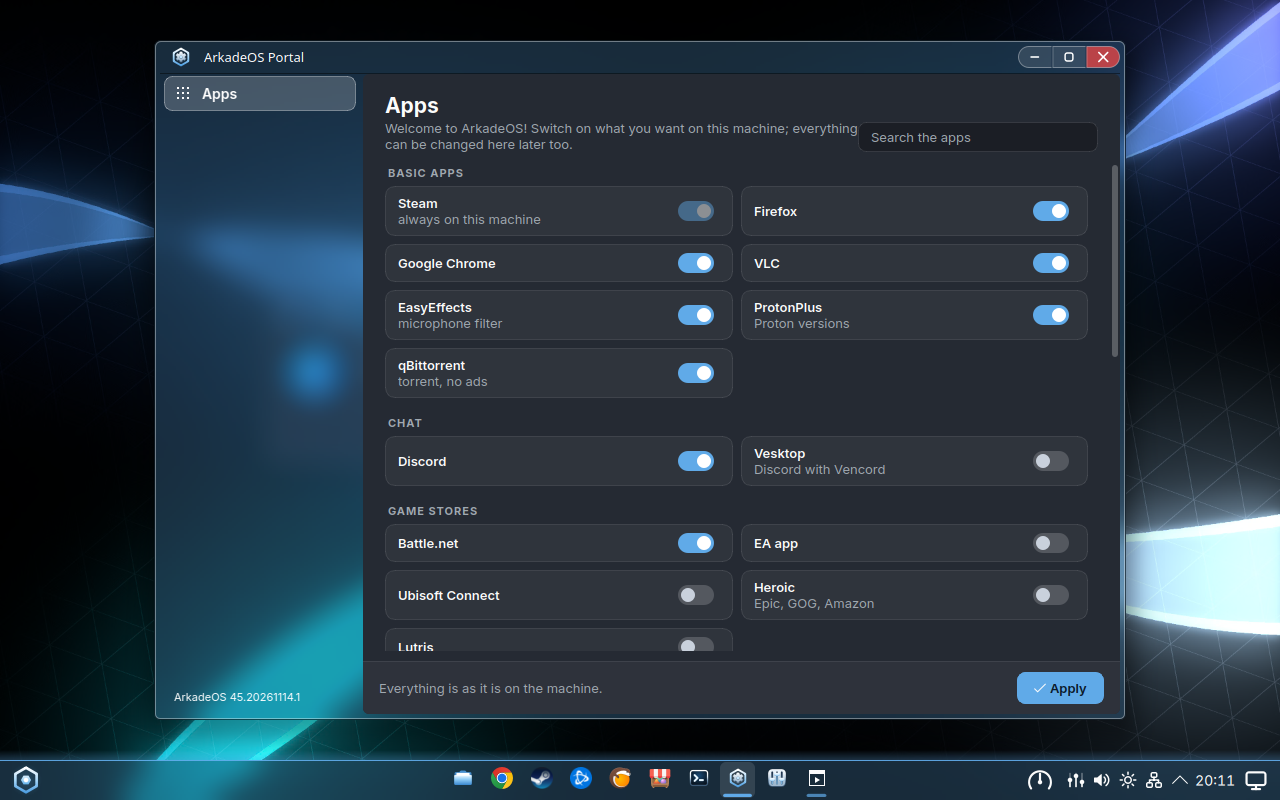 ArkadeOS Portal
Apps
Apps
Welcome to ArkadeOS! Switch on what you want on this machine; everything
can be changed here later too.
Search the apps
BASIC APPS
Steam
always on this machine
Firefox
Google Chrome
VLC
EasyEffects
microphone filter
ProtonPlus
Proton versions
qBittorrent
torrent, no ads
CHAT
Discord
Vesktop
Discord with Vencord
GAME STORES
Battle.net
EA app
Ubisoft Connect
Heroic
Epic, GOG, Amazon
Lutris
Everything is as it is on the machine.
Apply
ArkadeOS 45.20261114.1
20:11